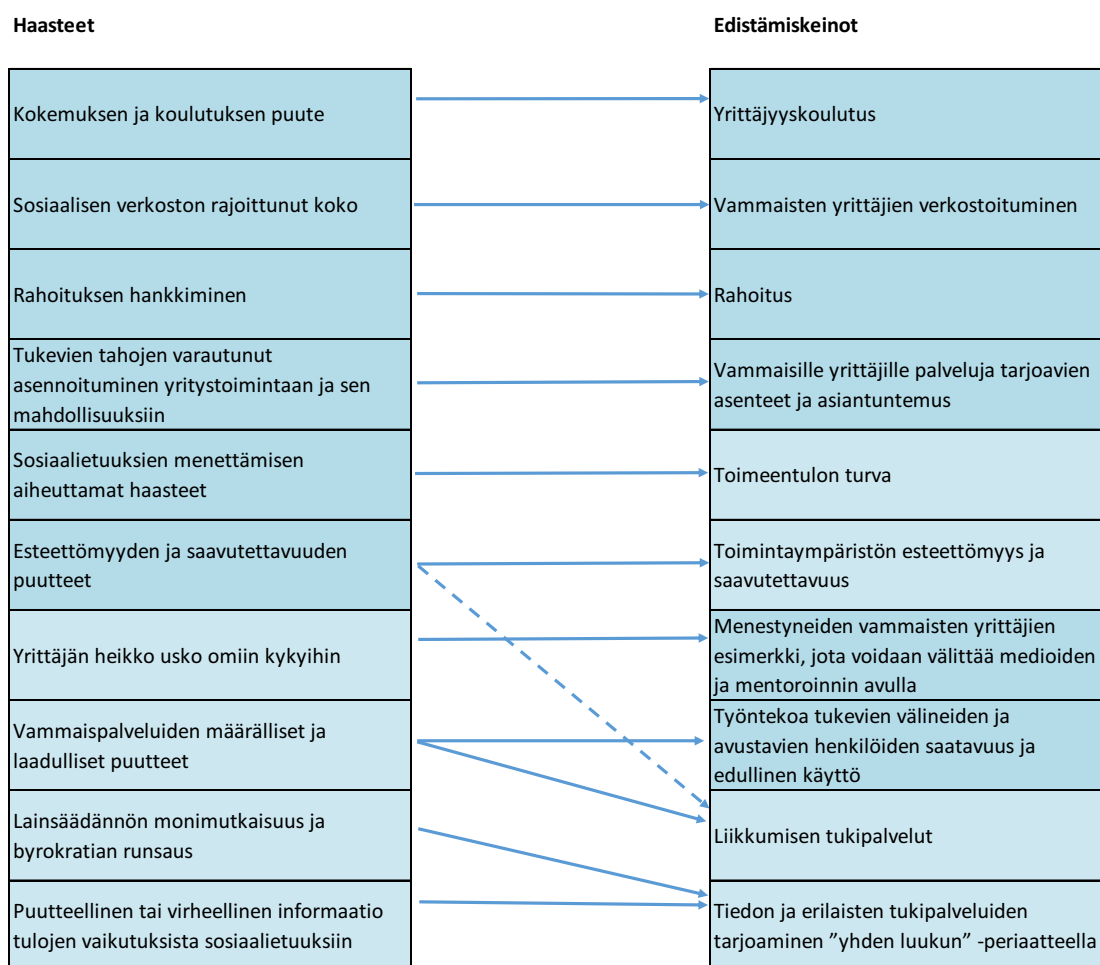 Haasteet
Edistämiskeinot
Kokemuksen ja koulutuksen puute
Yrittäjyyskoulutus
Sosiaalisen verkoston rajoittunut koko
Vammaisten yrittäjien verkostoituminen
Rahoituksen hankkiminen
Rahoitus
Tukevien tahojen varautunut
asennoituminen yritystoimintaan ja sen
mahdollisuuksiin
Vammaisille yrittäjille palveluja tarjoavien
asenteet ja asiantuntemus
Sosiaalietuuksien menettämisen
aiheuttamat haasteet
Toimeentulon turva
Esteettömyyden ja saavutettavuuden
puutteet
Toimintaympäristön esteettömyys ja
saavutettavuus
Yrittäjän heikko usko omiin kykyihin
Menestyneiden vammaisten yrittäjien
esimerkki, jota voidaan välittää medioiden
ja mentoroinnin avulla
Vammaispalveluiden määrälliset ja
laadulliset puutteet
Työntekoa tukevien välineiden ja
avustavien henkilöiden saatavuus ja
edullinen käyttö
Lainsäädännön monimutkaisuus ja
byrokratian runsaus
Liikkumisen tukipalvelut
Puutteellinen tai virheellinen informaatio
tulojen vaikutuksista sosiaalietuuksiin
Tiedon ja erilaisten tukipalveluiden
tarjoaminen ”yhden luukun” -periaatteella